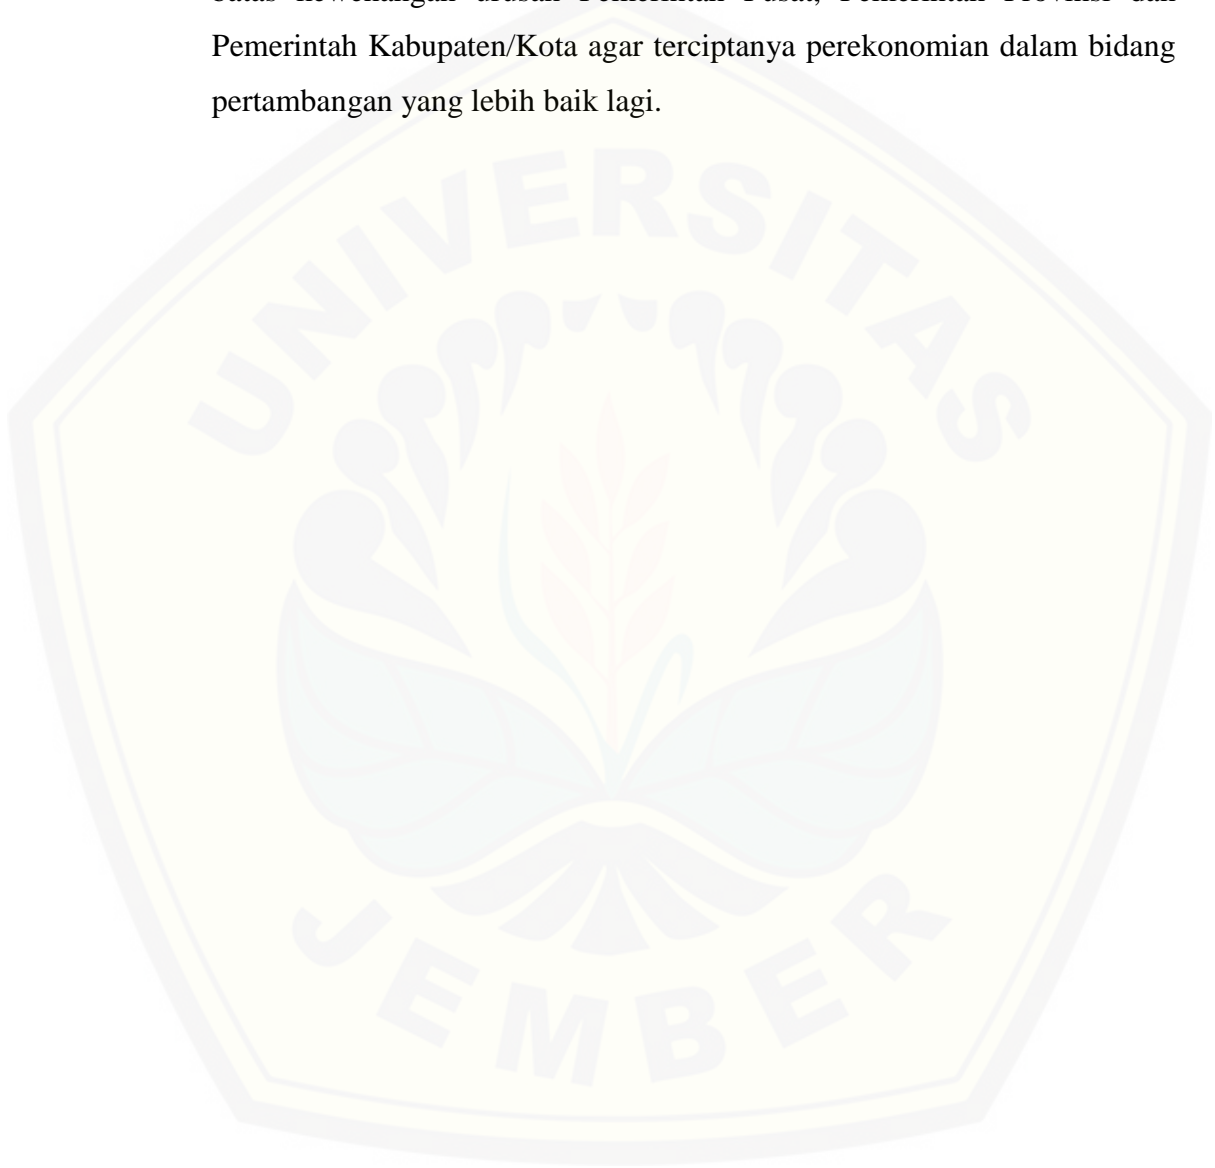 batas kewenangan urusan Pemerintah Pusat, Pemerintah Provinsi dan
Pemerintah Kabupaten/Kota agar terciptanya perekonomian dalam bidang
pertambangan yang lebih baik lagi.
UNIVERSITAS
JEMBER